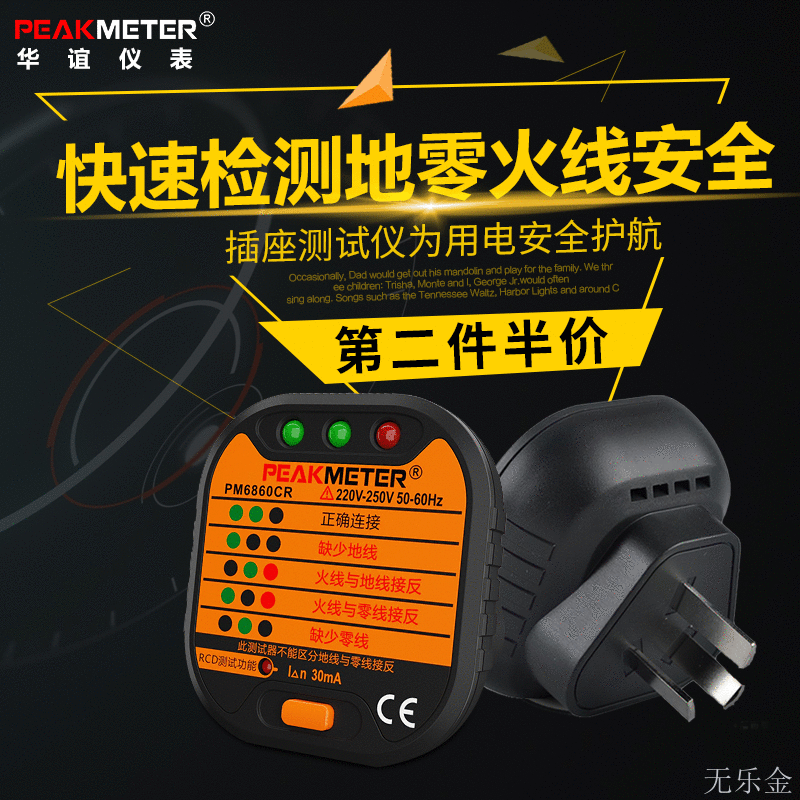 PEAKMETER®
华谊仪表
快速检测地零火线安全
插座测试仪为用电安全护航
Occasionally, Dad would get out his mandolin and play for the family. We thr
ee children: Trisha, Monte and I, George Jr,would often
sing along. Songs such as the Tennessee Waltz, Harbor Lights and around C
第二件半价
PEAKMETER®
PM6860CR ⚠220V-250V 50-60Hz
正确连接
缺少地线
火线与地线接反
火线与零线接反
缺少零线
此测试器不能区分地线与零线接反
RCD测试功能 I△n 30mA
CE
无乐金